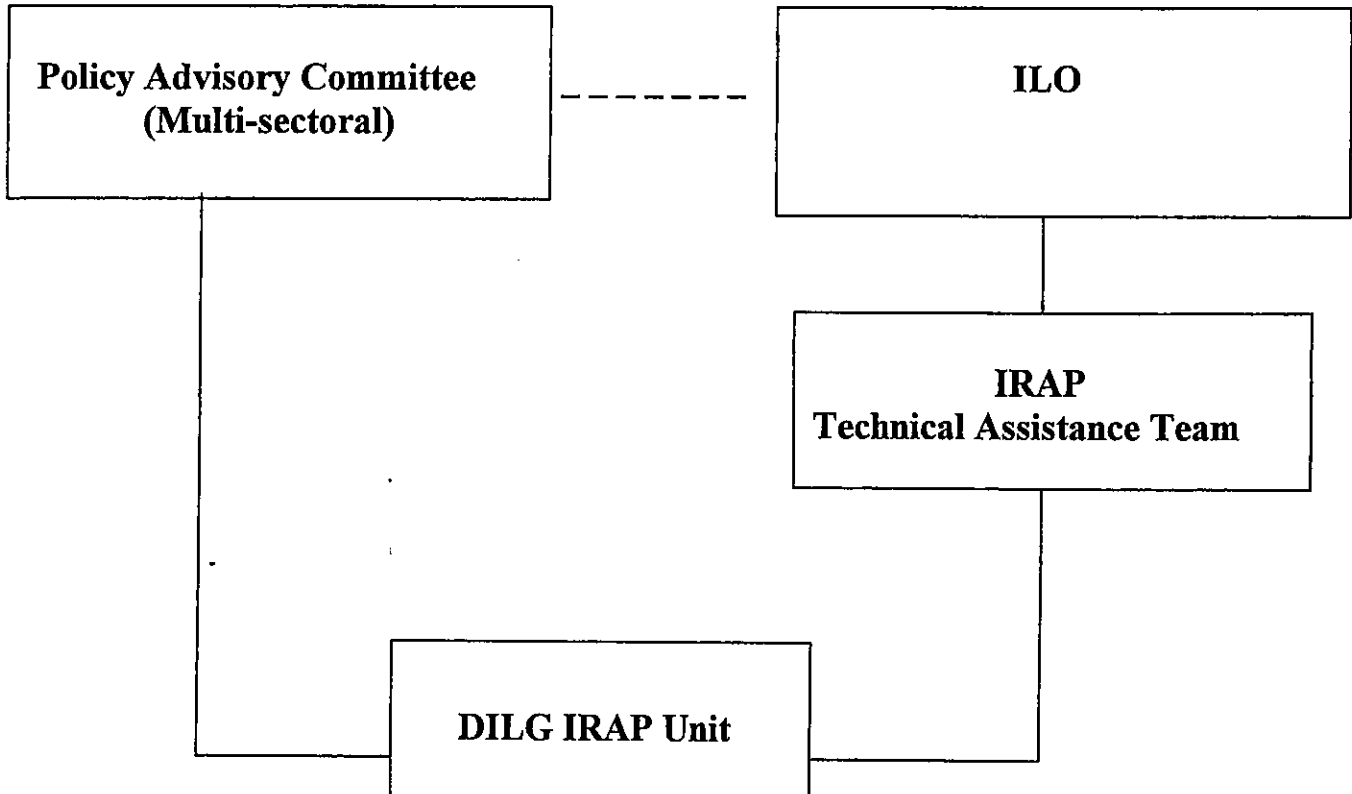 Policy Advisory Committee
(Multi-sectoral)
ILO
IRAP
Technical Assistance Team
DILG IRAP Unit